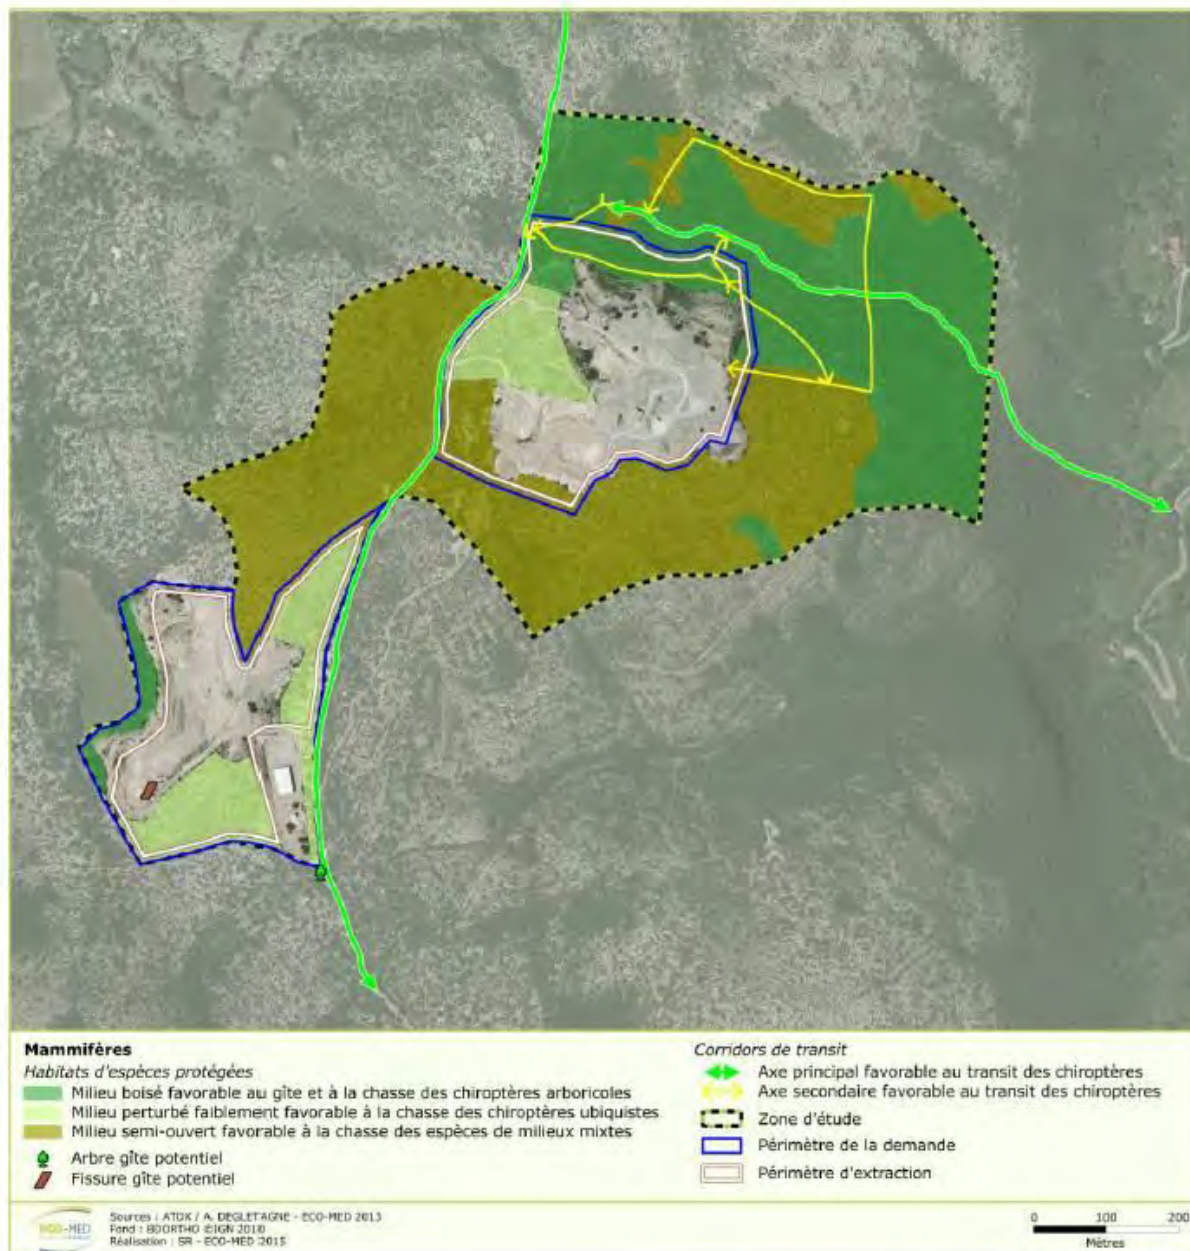 Mammifères
Habitats d'espèces protégées
Milieu boisé favorable au gîte et à la chasse des chiroptères arboricoles
Milieu perturbé faiblement favorable à la chasse des chiroptères ubiquistes
Milieu semi-ouvert favorable à la chasse des espèces de milieux mixtes
Arbre gîte potentiel
Fissure gîte potentiel
Corridors de transit
Axe principal favorable au transit des chiroptères
Axe secondaire favorable au transit des chiroptères
Zone d'étude
Périmètre de la demande
Périmètre d'extraction
ECO-MED
Sources : ATDX / A. DEGLETAGNE - ECO-MED 2013
Fond : BDORTHO ©IGN 2010
Réalisation : SR - ECO-MED 2015
0 100 200
Mètres